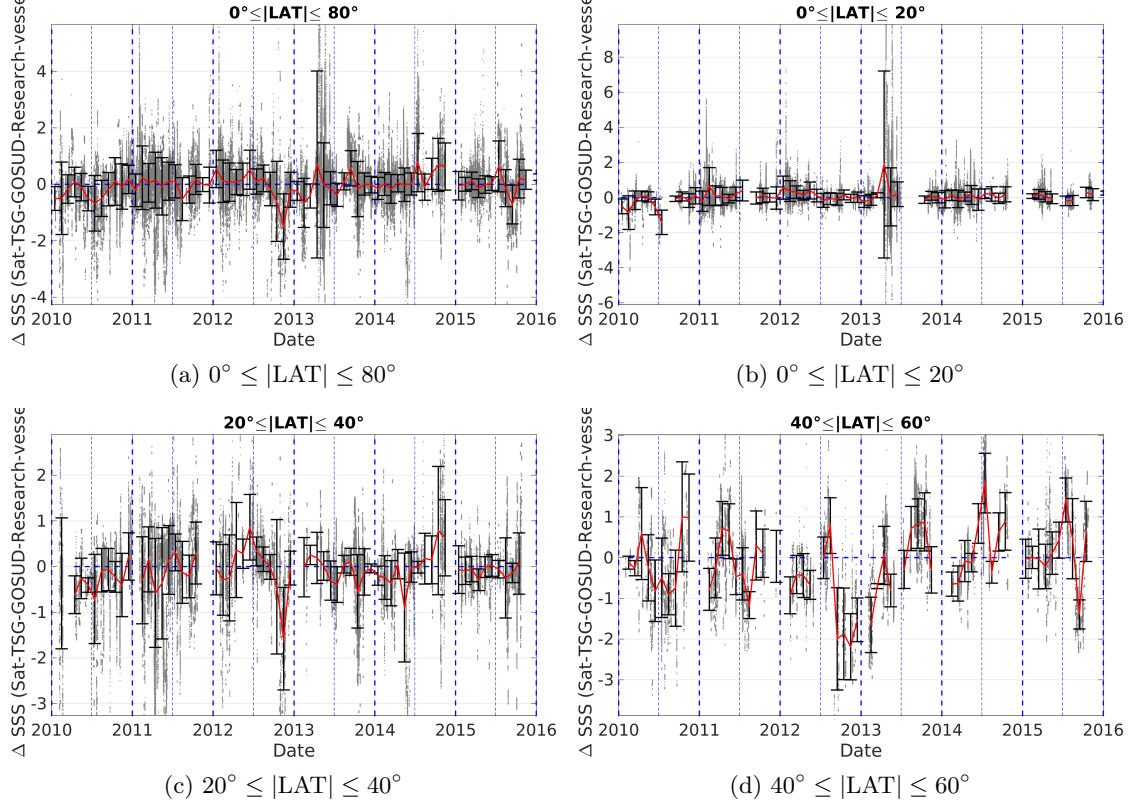 0°≤|LAT|≤ 80°
Δ SSS (Sat-TSG-GOSUD-Research-vesse
4
2
0
-2
-4
2010 2011 2012 2013 2014 2015 2016
Date
(a) 0° ≤ |LAT| ≤ 80°
0°≤|LAT|≤ 20°
Δ SSS (Sat-TSG-GOSUD-Research-vesse
8
6
4
2
0
-2
-4
-6
2010 2011 2012 2013 2014 2015 2016
Date
(b) 0° ≤ |LAT| ≤ 20°
20°≤|LAT|≤ 40°
Δ SSS (Sat-TSG-GOSUD-Research-vesse
2
1
0
-1
-2
-3
2010 2011 2012 2013 2014 2015 2016
Date
(c) 20° ≤ |LAT| ≤ 40°
40°≤|LAT|≤ 60°
Δ SSS (Sat-TSG-GOSUD-Research-vesse
3
2
1
0
-1
-2
-3
2010 2011 2012 2013 2014 2015 2016
Date
(d) 40° ≤ |LAT| ≤ 60°